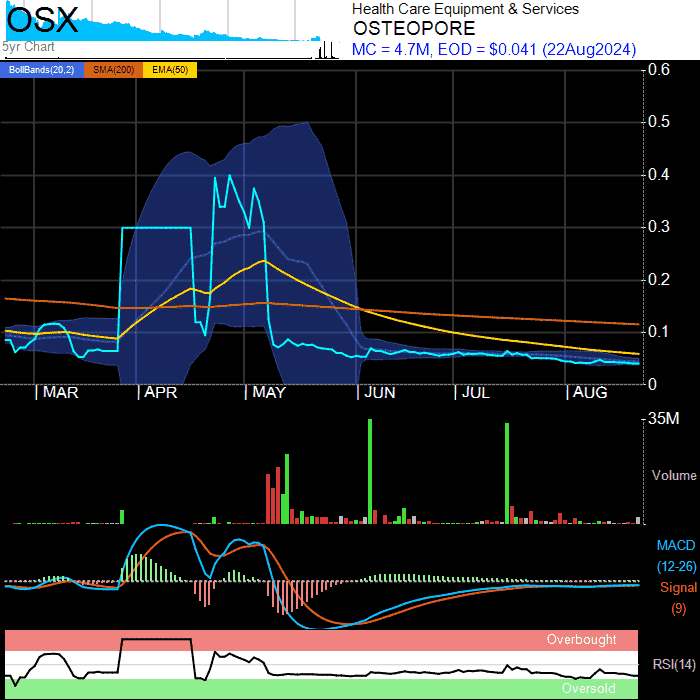 OSX
5yr Chart
Health Care Equipment & Services
OSTEOPORE
MC = 4.7M, EOD = $0.041 (22Aug2024)
BollBands(20,2) SMA(200) EMA(50)
0.6
0.5
0.4
0.3
0.2
0.1
0
MAR APR MAY JUN JUL AUG
35M
Volume
MACD
(12-26)
Signal
(9)
Overbought
RSI(14)
Oversold